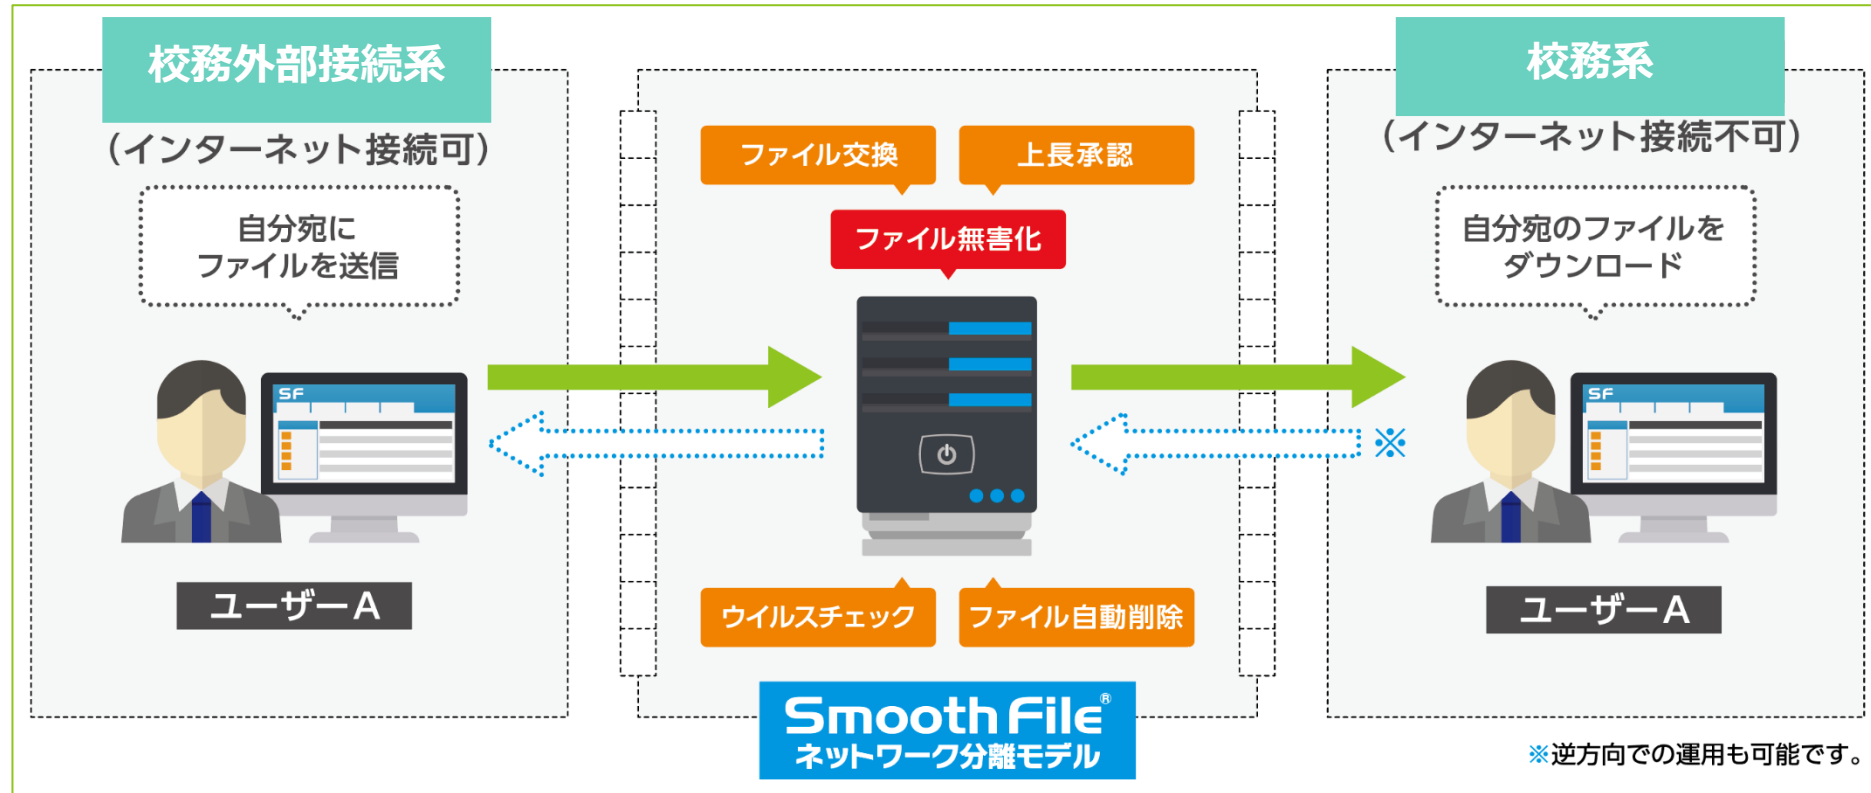 校務外部接続系
（インターネット接続可）
自分宛に
ファイルを送信
SF
ユーザーA
ファイル交換
上長承認
ファイル無害化
ウイルスチェック
ファイル自動削除
Smooth File®
ネットワーク分離モデル
校務系
（インターネット接続不可）
自分宛のファイルを
ダウンロード
※
SF
ユーザーA
※逆方向での運用も可能です。